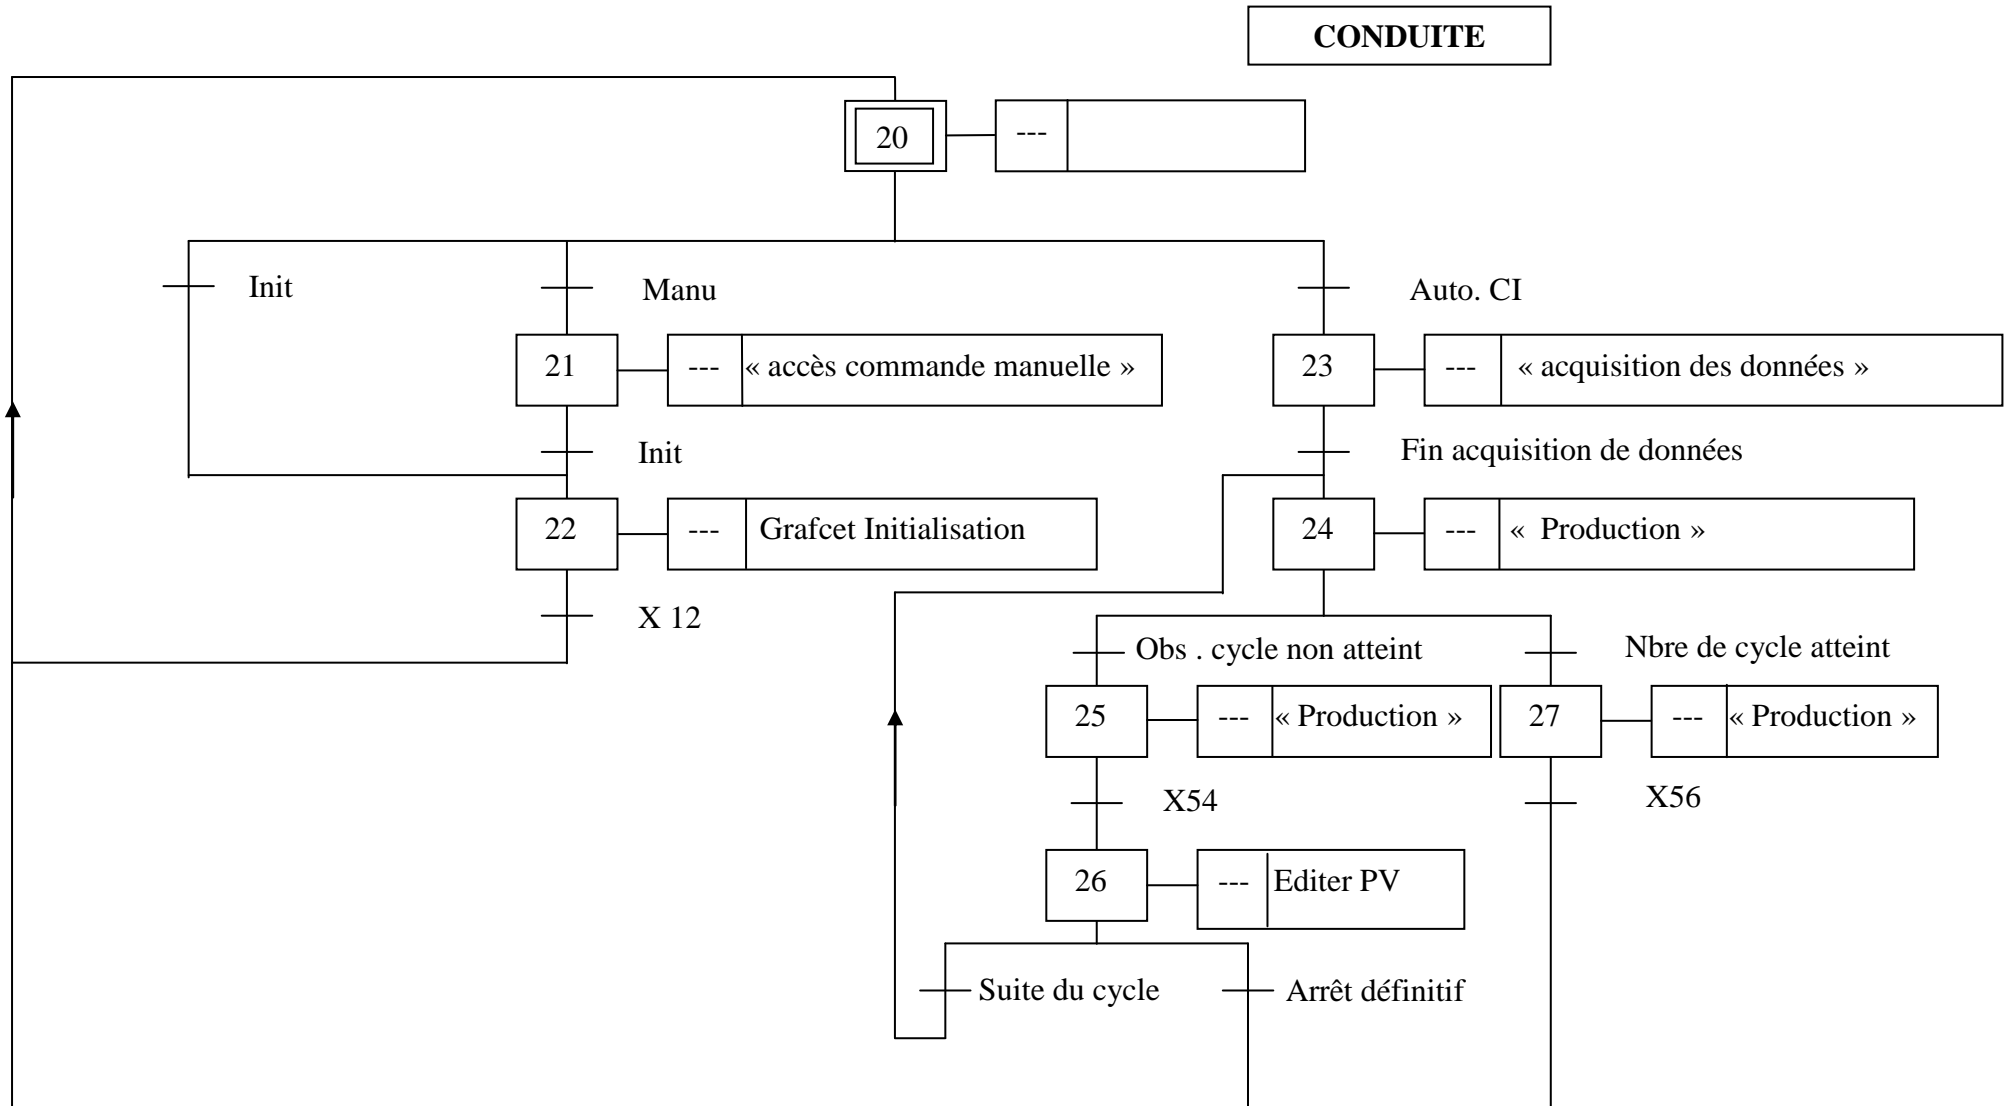 CONDUITE
20
---
Init
Manu
Auto. CI
21
---
« accès commande manuelle »
23
---
« acquisition des données »
Init
Fin acquisition de données
22
---
Grafcet Initialisation
24
---
« Production »
X 12
Obs . cycle non atteint
Nbre de cycle atteint
25
---
« Production »
27
---
« Production »
X54
X56
26
---
Editer PV
Suite du cycle
Arrêt définitif